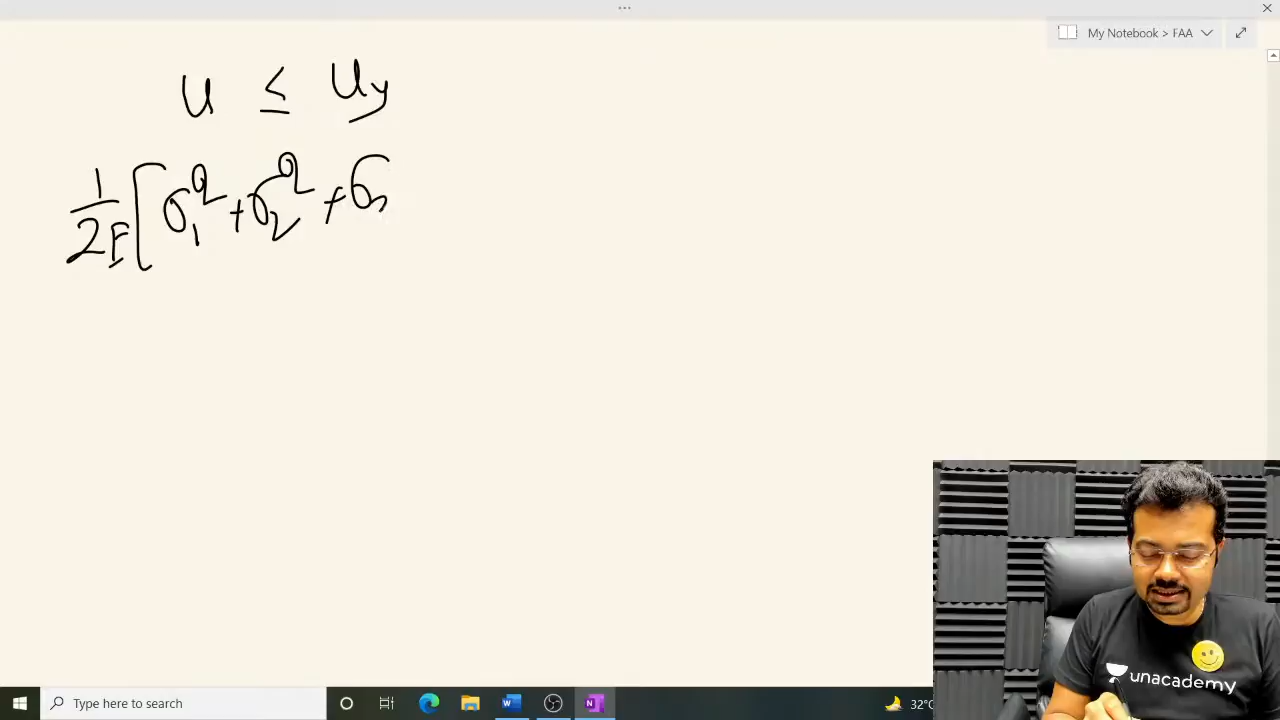 My Notebook > FAA
u ≤ uy
1/2E [σ₁² + σ₂² + σ₃
unacademy
Type here to search
32°C